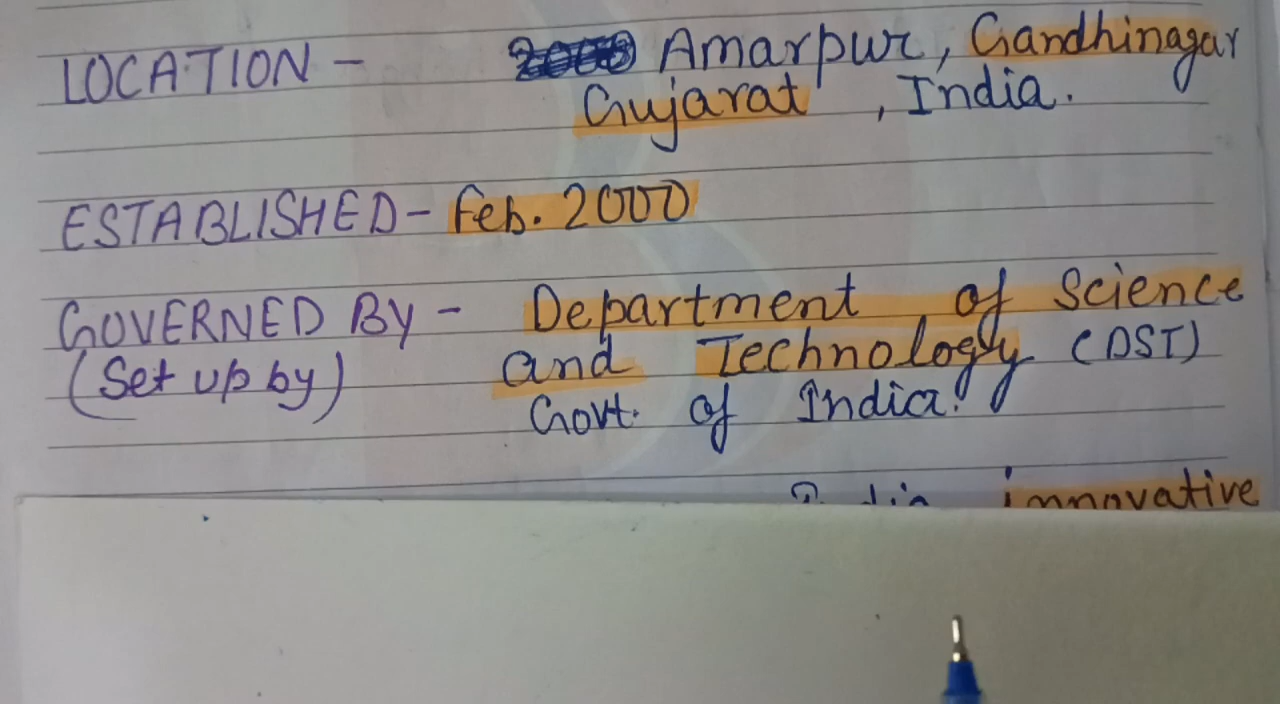 LOCATION - Amarpur, Gandhinagar
Gujarat , India.
ESTABLISHED - Feb. 2000
GOVERNED BY - Department of Science
(Set up by) and Technology (DST)
Govt. of India.
innovative